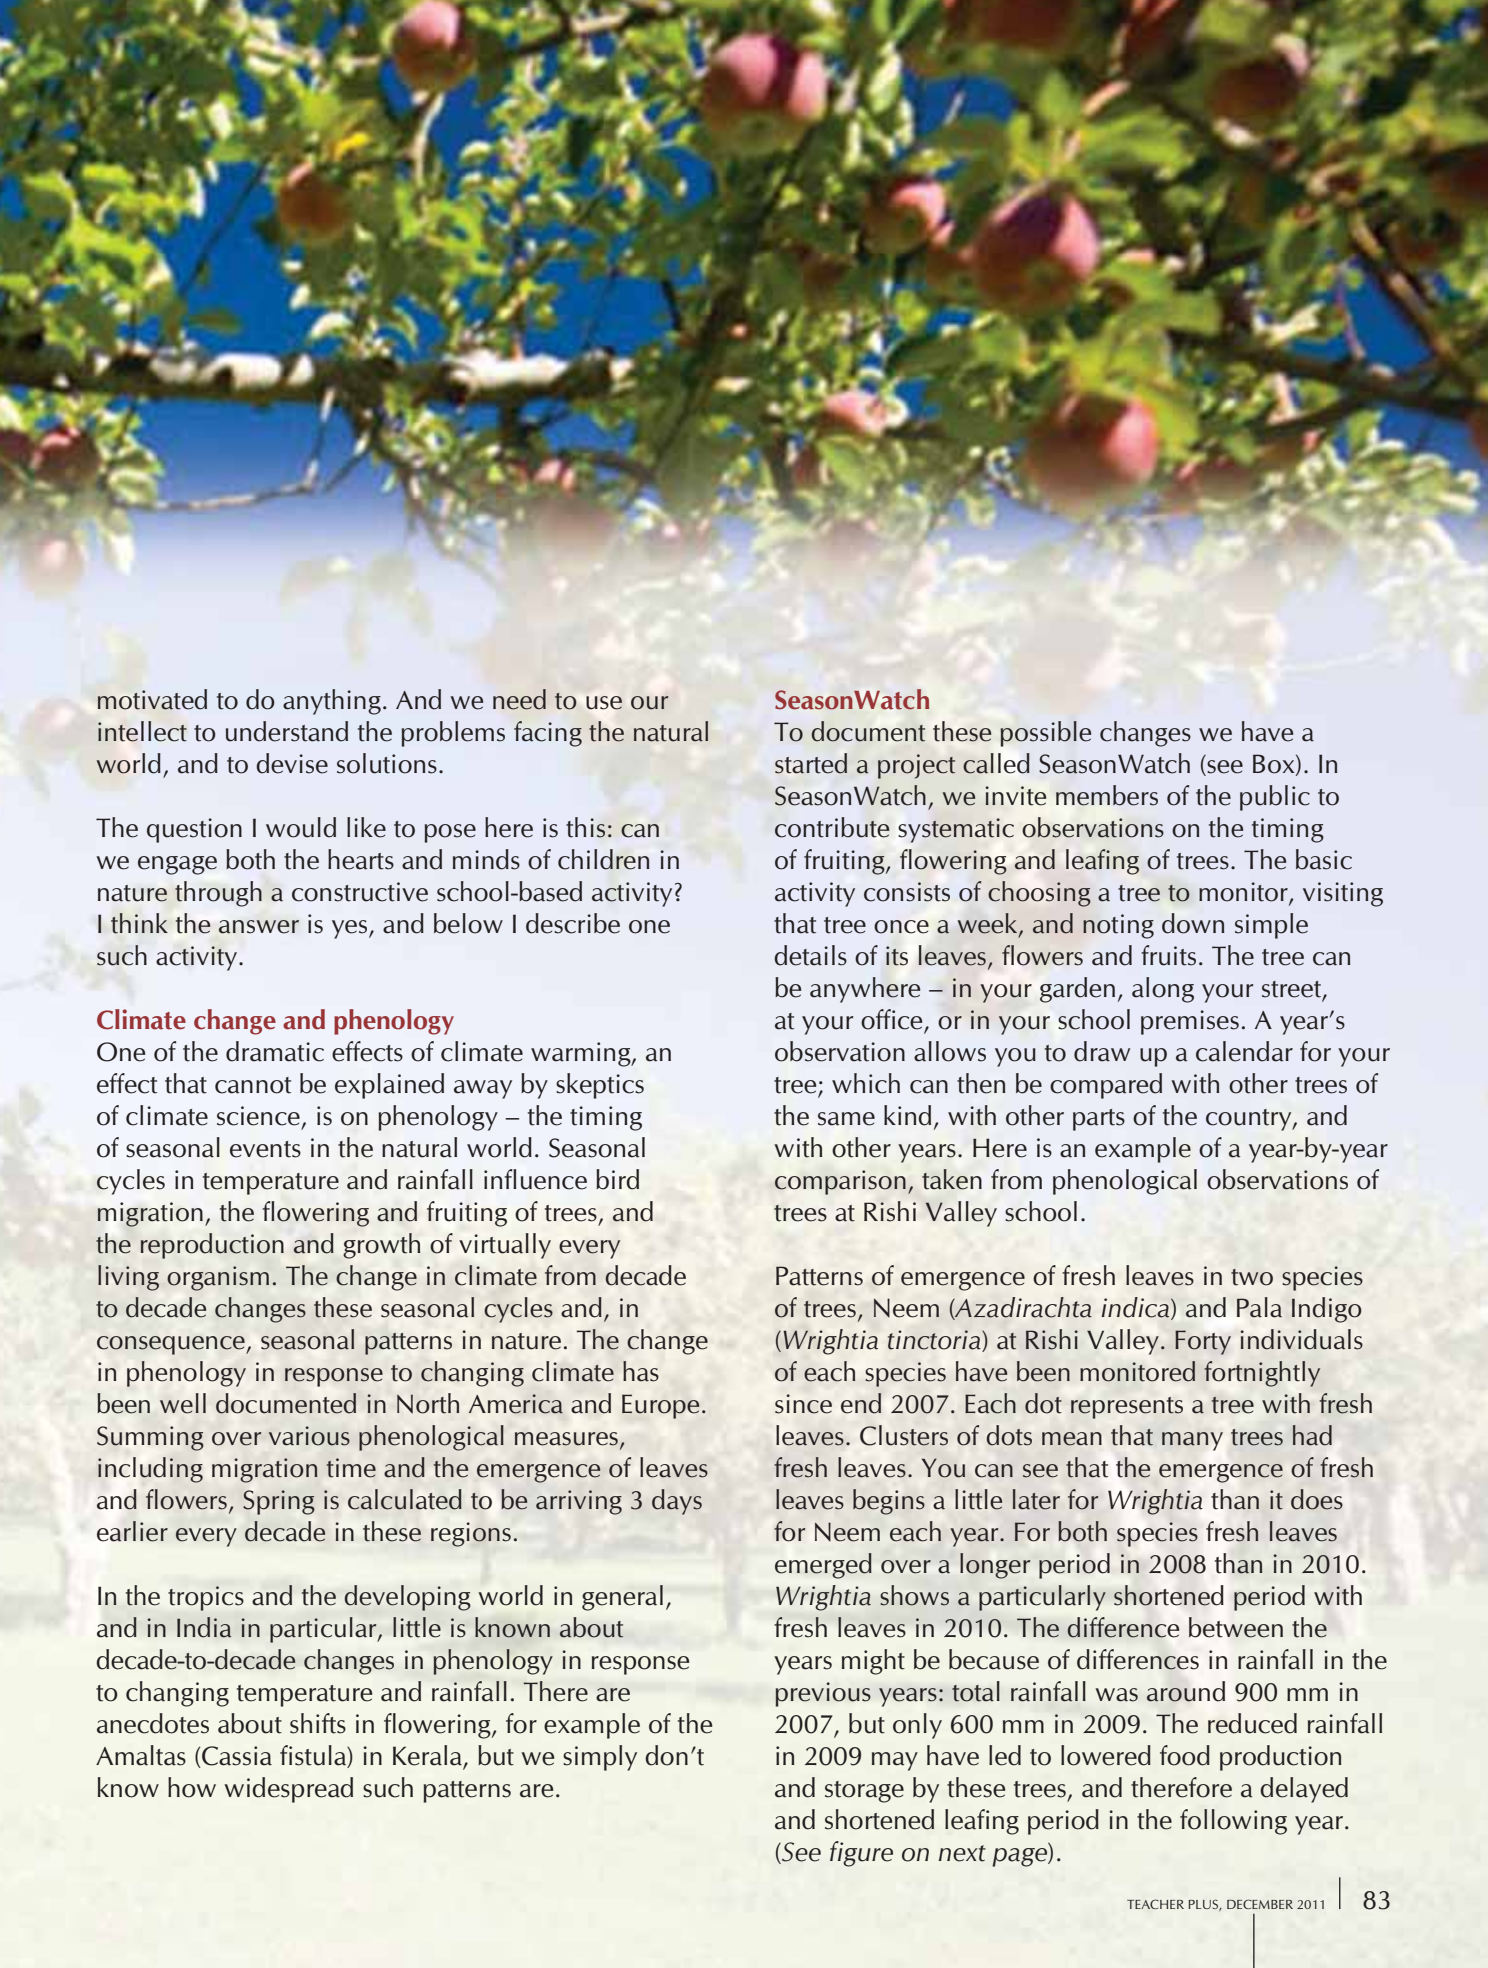 motivated to do anything. And we need to use our
intellect to understand the problems facing the natural
world, and to devise solutions.
The question I would like to pose here is this: can
we engage both the hearts and minds of children in
nature through a constructive school-based activity?
I think the answer is yes, and below I describe one
such activity.
Climate change and phenology
One of the dramatic effects of climate warming, an
effect that cannot be explained away by skeptics
of climate science, is on phenology – the timing
of seasonal events in the natural world. Seasonal
cycles in temperature and rainfall influence bird
migration, the flowering and fruiting of trees, and
the reproduction and growth of virtually every
living organism. The change in climate from decade
to decade changes these seasonal cycles and, in
consequence, seasonal patterns in nature. The change
in phenology in response to changing climate has
been well documented in North America and Europe.
Summing over various phenological measures,
including migration time and the emergence of leaves
and flowers, Spring is calculated to be arriving 3 days
earlier every decade in these regions.
In the tropics and the developing world in general,
and in India in particular, little is known about
decade-to-decade changes in phenology in response
to changing temperature and rainfall. There are
anecdotes about shifts in flowering, for example of the
Amaltas (Cassia fistula) in Kerala, but we simply don’t
know how widespread such patterns are.
SeasonWatch
To document these possible changes we have a
started a project called SeasonWatch (see Box). In
SeasonWatch, we invite members of the public to
contribute systematic observations on the timing
of fruiting, flowering and leafing of trees. The basic
activity consists of choosing a tree to monitor, visiting
that tree once a week, and noting down simple
details of its leaves, flowers and fruits. The tree can
be anywhere – in your garden, along your street,
at your office, or in your school premises. A year’s
observation allows you to draw up a calendar for your
tree; which can then be compared with other trees of
the same kind, with other parts of the country, and
with other years. Here is an example of a year-by-year
comparison, taken from phenological observations of
trees at Rishi Valley school.
Patterns of emergence of fresh leaves in two species
of trees, Neem (Azadirachta indica) and Pala Indigo
(Wrightia tinctoria) at Rishi Valley. Forty individuals
of each species have been monitored fortnightly
since end 2007. Each dot represents a tree with fresh
leaves. Clusters of dots mean that many trees had
fresh leaves. You can see that the emergence of fresh
leaves begins a little later for Wrightia than it does
for Neem each year. For both species fresh leaves
emerged over a longer period in 2008 than in 2010.
Wrightia shows a particularly shortened period with
fresh leaves in 2010. The difference between the
years might be because of differences in rainfall in the
previous years: total rainfall was around 900 mm in
2007, but only 600 mm in 2009. The reduced rainfall
in 2009 may have led to lowered food production
and storage by these trees, and therefore a delayed
and shortened leafing period in the following year.
(See figure on next page).
TEACHER PLUS, DECEMBER 2011 83